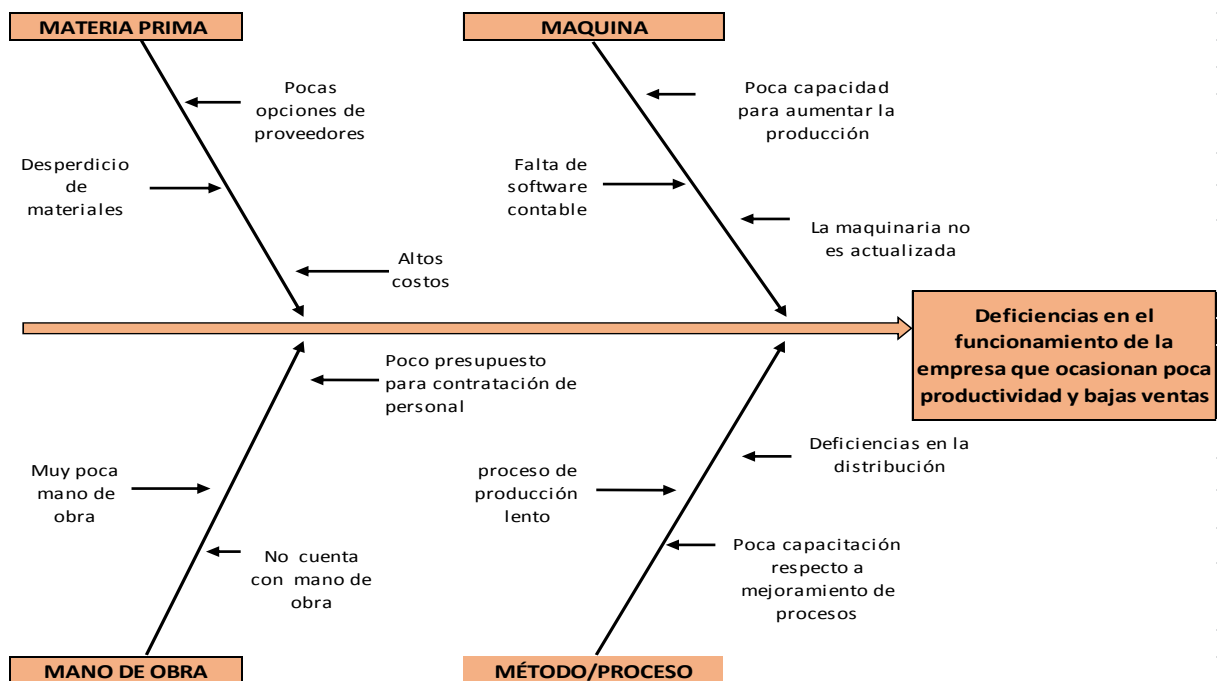 MATERIA PRIMA
MAQUINA
Pocas
opciones de
proveedores
Desperdicio
de
materiales
Altos
costos
Poca capacidad
para aumentar la
producción
Falta de
software
contable
La maquinaria no
es actualizada
Deficiencias en el
funcionamiento de la
empresa que ocasionan poca
productividad y bajas ventas
Poco presupuesto
para contratación de
personal
Muy poca
mano de
obra
No cuenta
con mano de
obra
Deficiencias en la
distribución
proceso de
producción
lento
Poca capacitación
respecto a
mejoramiento de
procesos
MANO DE OBRA
MÉTODO/PROCESO